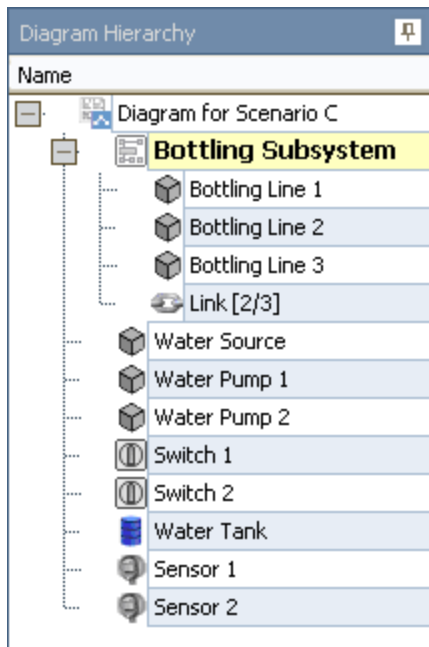 Diagram Hierarchy
Name
Diagram for Scenario C
Bottling Subsystem
Bottling Line 1
Bottling Line 2
Bottling Line 3
Link [2/3]
Water Source
Water Pump 1
Water Pump 2
Switch 1
Switch 2
Water Tank
Sensor 1
Sensor 2